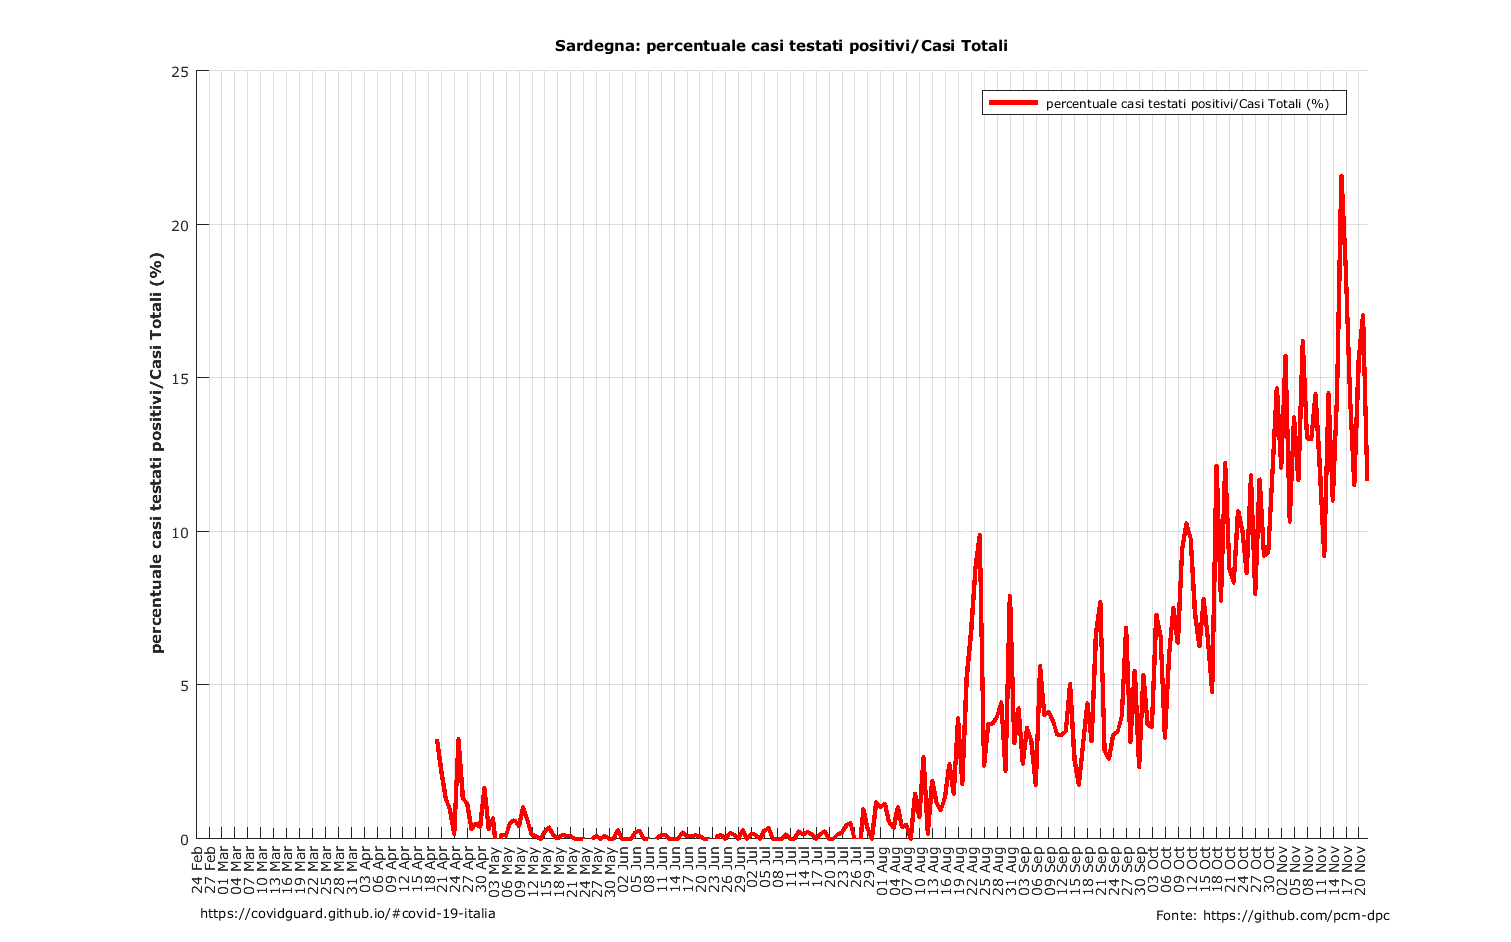 Sardegna: percentuale casi testati positivi/Casi Totali
percentuale casi testati positivi/Casi Totali (%)
percentuale casi testati positivi/Casi Totali (%)
25
20
15
10
5
0
24 Feb
27 Feb
01 Mar
04 Mar
07 Mar
10 Mar
13 Mar
16 Mar
19 Mar
22 Mar
25 Mar
28 Mar
31 Mar
03 Apr
06 Apr
09 Apr
12 Apr
15 Apr
18 Apr
21 Apr
24 Apr
27 Apr
30 Apr
03 May
06 May
09 May
12 May
15 May
18 May
21 May
24 May
27 May
30 May
02 Jun
05 Jun
08 Jun
11 Jun
14 Jun
17 Jun
20 Jun
23 Jun
26 Jun
29 Jun
02 Jul
05 Jul
08 Jul
11 Jul
14 Jul
17 Jul
20 Jul
23 Jul
26 Jul
29 Jul
01 Aug
04 Aug
07 Aug
10 Aug
13 Aug
16 Aug
19 Aug
22 Aug
25 Aug
28 Aug
31 Aug
03 Sep
06 Sep
09 Sep
12 Sep
15 Sep
18 Sep
21 Sep
24 Sep
27 Sep
30 Sep
03 Oct
06 Oct
09 Oct
12 Oct
15 Oct
18 Oct
21 Oct
24 Oct
27 Oct
30 Oct
02 Nov
05 Nov
08 Nov
11 Nov
14 Nov
17 Nov
20 Nov
https://covidguard.github.io/#covid-19-italia
Fonte: https://github.com/pcm-dpc